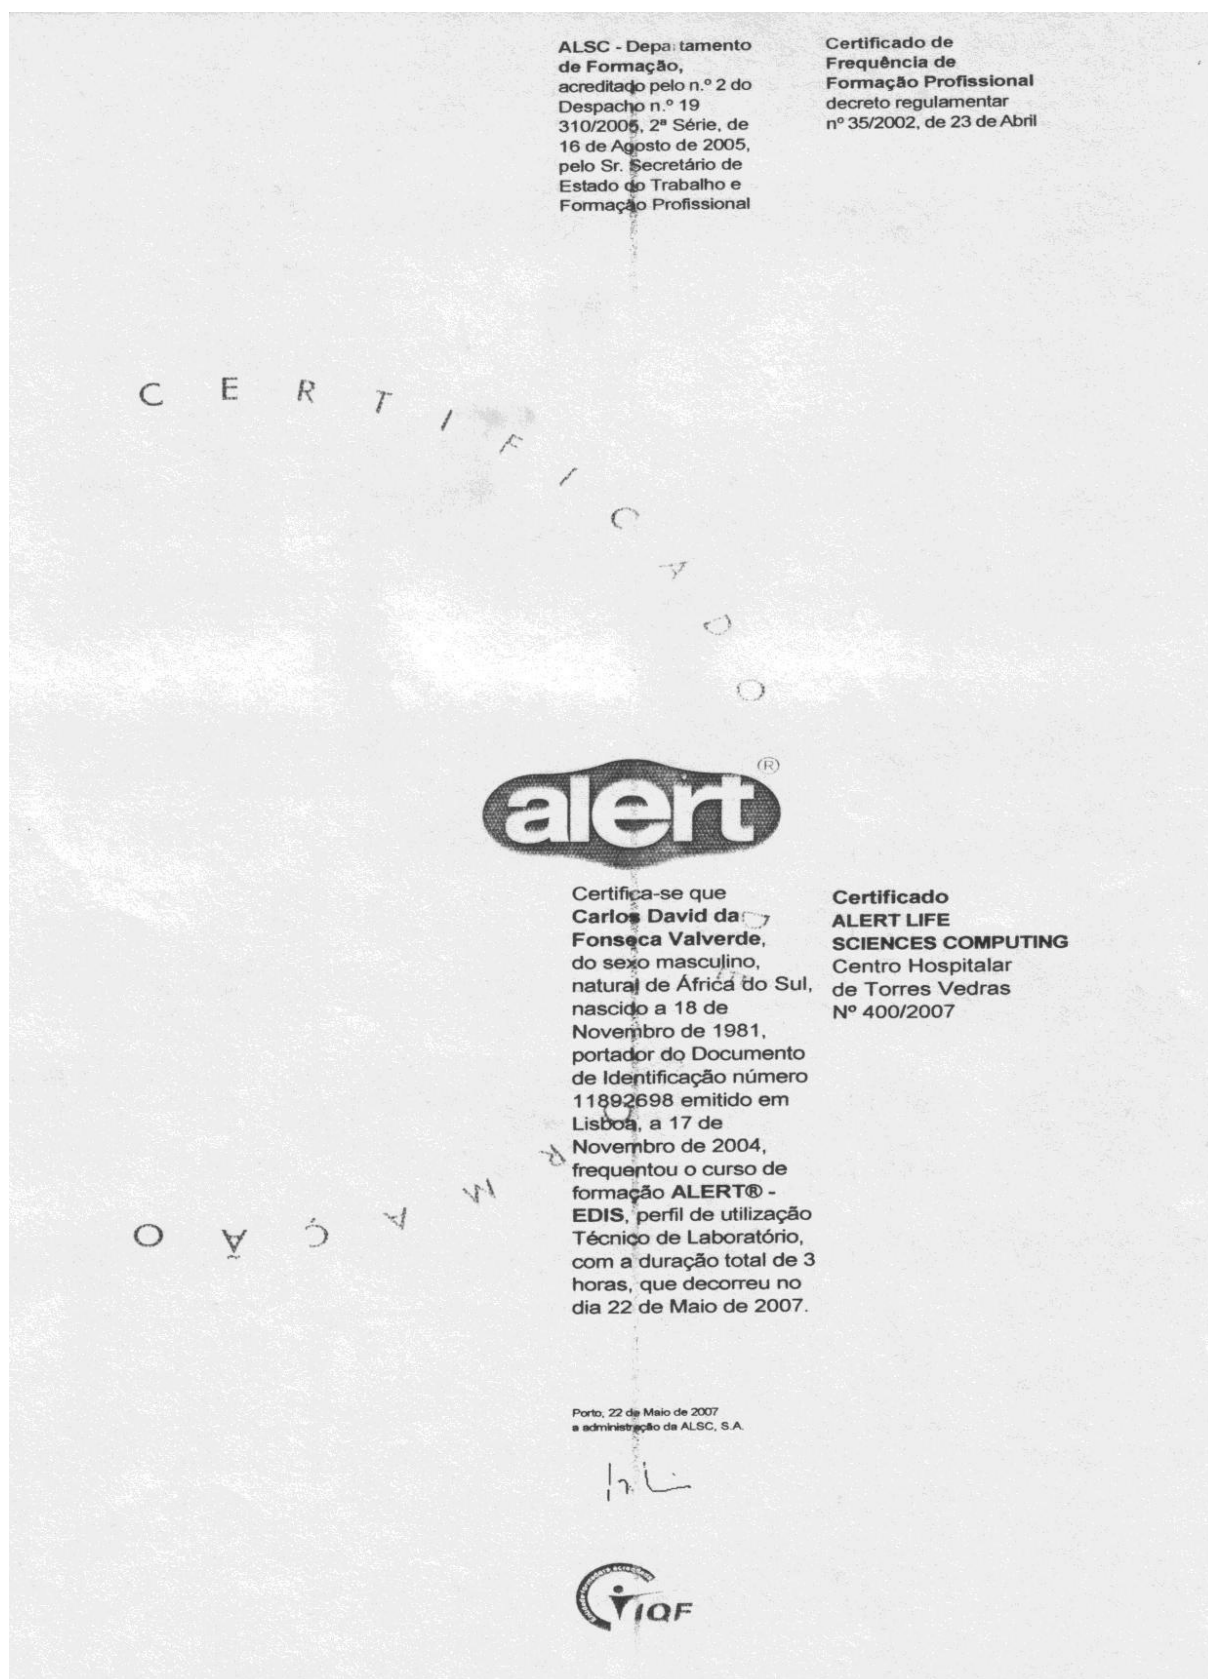 ALSC - Departamento
de Formação,
acreditado pelo n.º 2 do
Despacho n.º 19
310/2005, 2ª Série, de
16 de Agosto de 2005,
pelo Sr. Secretário de
Estado do Trabalho e
Formação Profissional
Certificado de
Frequência de
Formação Profissional
decreto regulamentar
nº 35/2002, de 23 de Abril
CERTIFICADO
alert®
Certifica-se que
Carlos David da
Fonseca Valverde,
do sexo masculino,
natural de África do Sul,
nascido a 18 de
Novembro de 1981,
portador do Documento
de Identificação número
11892698 emitido em
Lisboa, a 17 de
Novembro de 2004,
frequentou o curso de
formação ALERT® -
EDIS, perfil de utilização
Técnico de Laboratório,
com a duração total de 3
horas, que decorreu no
dia 22 de Maio de 2007.
Certificado
ALERT LIFE
SCIENCES COMPUTING
Centro Hospitalar
de Torres Vedras
Nº 400/2007
RMAÇÃO
Porto, 22 de Maio de 2007
a administração da ALSC, S.A.
IQF